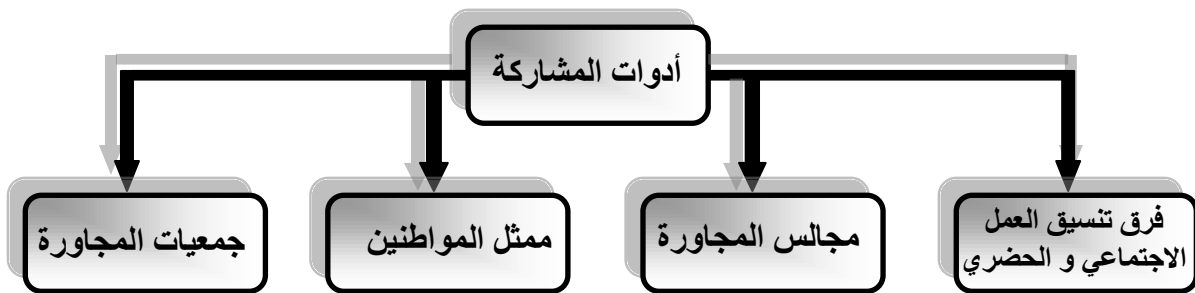 أدوات المشاركة
فرق تنسيق العمل
الاجتماعي و الحضري
مجالس المجاورة
ممثل المواطنين
جمعيات المجاورة